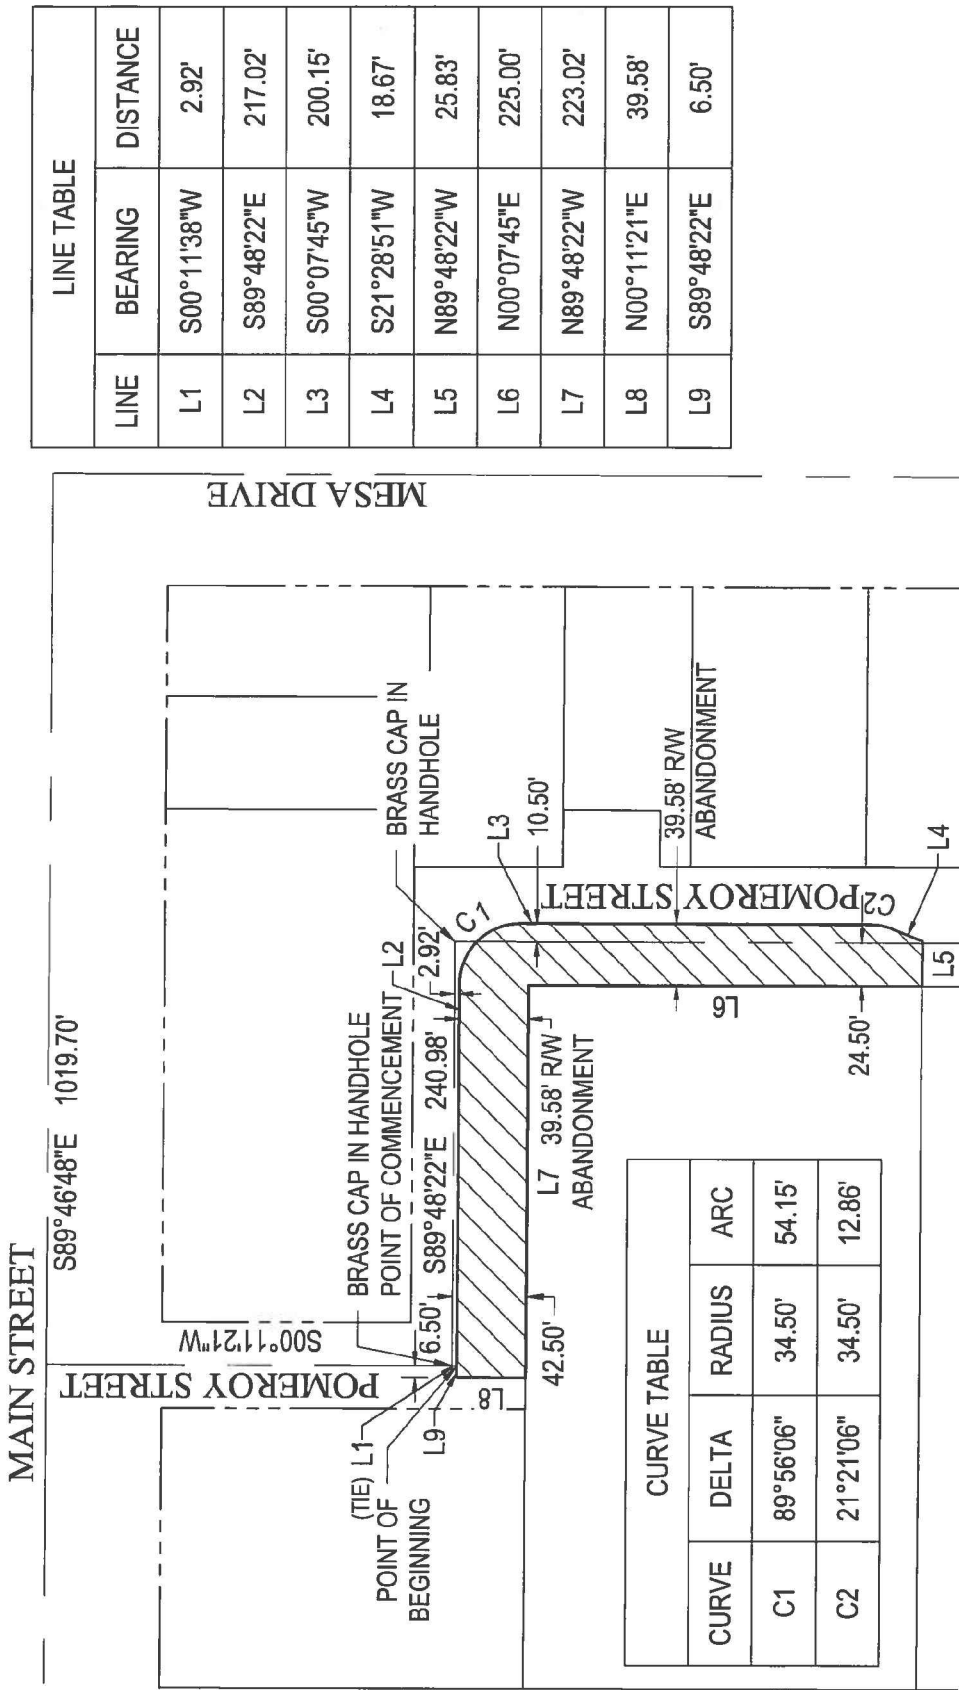 MAIN STREET
S89°46'48"E 1019.70'
POMEROY STREET
S00°11'21"W
MESA DRIVE
BRASS CAP IN HANDHOLE
POINT OF COMMENCEMENT
(TIE) L1
POINT OF
BEGINNING
L9
6.50'
S89°48'22"E 240.98'
L2
2.92'
BRASS CAP IN
HANDHOLE
C1
L3
10.50'
L8
42.50'
L7
39.58' R/W
ABANDONMENT
POMEROY STREET
39.58' R/W
ABANDONMENT
L6
C2
24.50'
L5
L4
LINE TABLE
LINE BEARING DISTANCE
L1 S00°11'38"W 2.92'
L2 S89°48'22"E 217.02'
L3 S00°07'45"W 200.15'
L4 S21°28'51"W 18.67'
L5 N89°48'22"W 25.83'
L6 N00°07'45"E 225.00'
L7 N89°48'22"W 223.02'
L8 N00°11'21"E 39.58'
L9 S89°48'22"E 6.50'
CURVE TABLE
CURVE DELTA RADIUS ARC
C1 89°56'06" 34.50' 54.15'
C2 21°21'06" 34.50' 12.86'